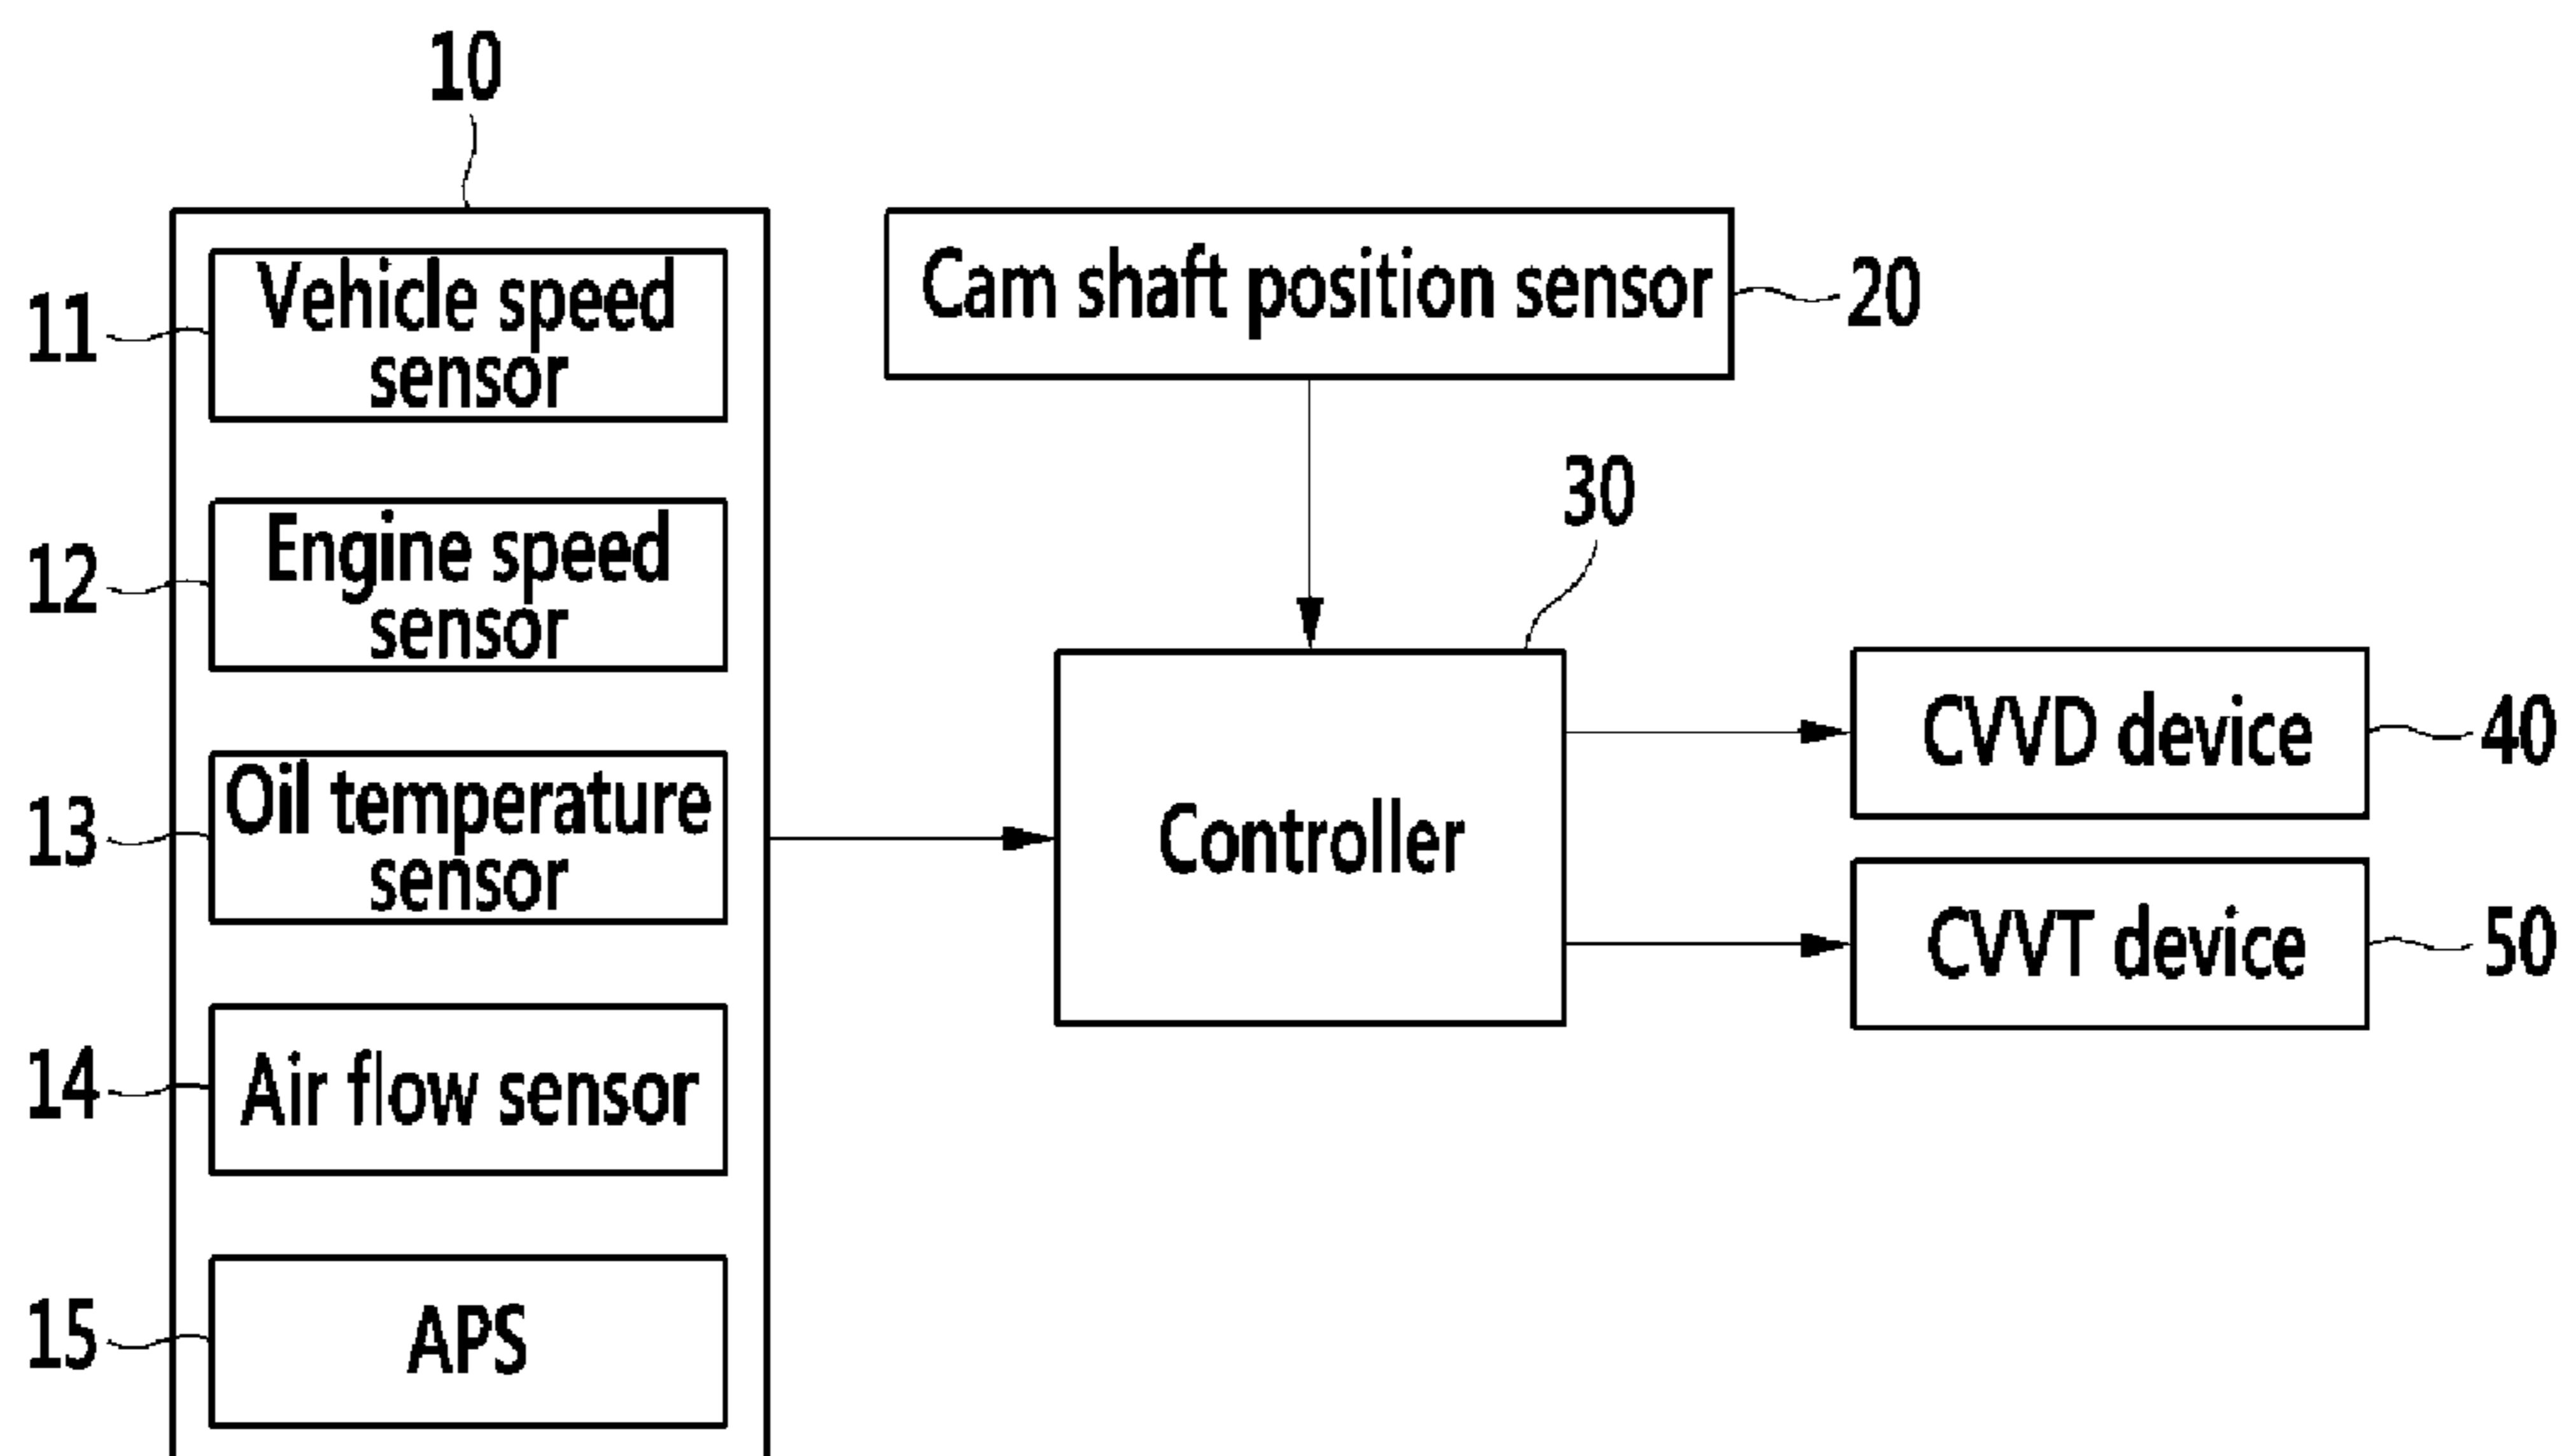 10
11
Vehicle speed
sensor
12
Engine speed
sensor
13
Oil temperature
sensor
14
Air flow sensor
15
APS
Cam shaft position sensor
20
30
Controller
CVVD device
40
CVVT device
50